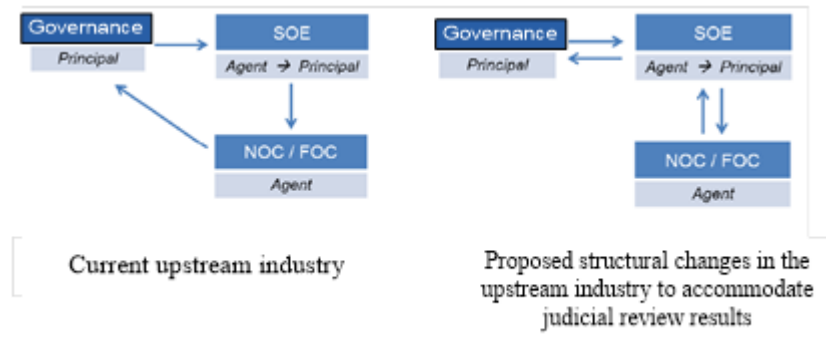 Governance
Principal
SOE
Agent → Principal
NOC / FOC
Agent
Current upstream industry
Governance
Principal
SOE
Agent → Principal
NOC / FOC
Agent
Proposed structural changes in the
upstream industry to accommodate
judicial review results